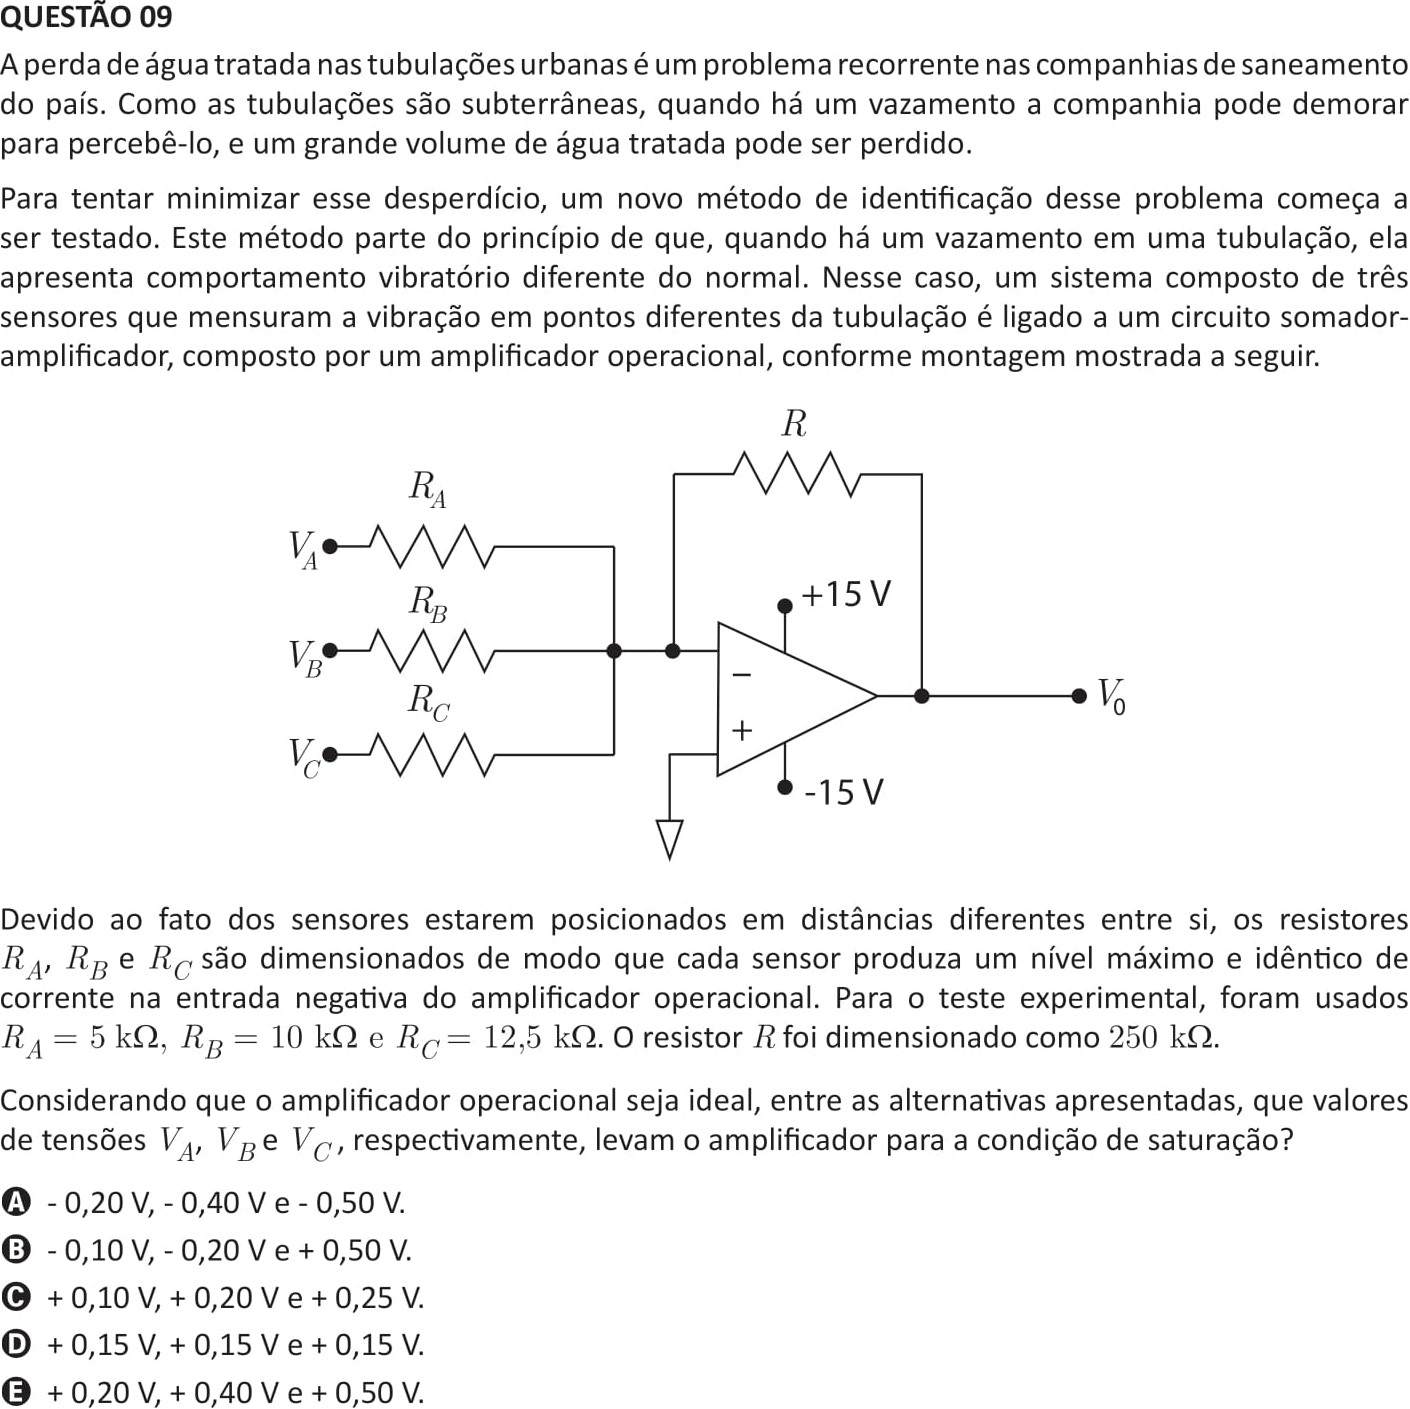 QUESTÃO 09
A perda de água tratada nas tubulações urbanas é um problema recorrente nas companhias de saneamento
do país. Como as tubulações são subterrâneas, quando há um vazamento a companhia pode demorar
para percebê-lo, e um grande volume de água tratada pode ser perdido.
Para tentar minimizar esse desperdício, um novo método de identificação desse problema começa a
ser testado. Este método parte do princípio de que, quando há um vazamento em uma tubulação, ela
apresenta comportamento vibratório diferente do normal. Nesse caso, um sistema composto de três
sensores que mensuram a vibração em pontos diferentes da tubulação é ligado a um circuito somador-
amplificador, composto por um amplificador operacional, conforme montagem mostrada a seguir.
R
R_A
V_A
+15 V
R_B
V_B
−
R_C
V_0
+
V_C
-15 V
Devido ao fato dos sensores estarem posicionados em distâncias diferentes entre si, os resistores
R_A, R_B e R_C são dimensionados de modo que cada sensor produza um nível máximo e idêntico de
corrente na entrada negativa do amplificador operacional. Para o teste experimental, foram usados
R_A = 5 kΩ, R_B = 10 kΩ e R_C = 12,5 kΩ. O resistor R foi dimensionado como 250 kΩ.
Considerando que o amplificador operacional seja ideal, entre as alternativas apresentadas, que valores
de tensões V_A, V_B e V_C, respectivamente, levam o amplificador para a condição de saturação?
A - 0,20 V, - 0,40 V e - 0,50 V.
B - 0,10 V, - 0,20 V e + 0,50 V.
C + 0,10 V, + 0,20 V e + 0,25 V.
D + 0,15 V, + 0,15 V e + 0,15 V.
E + 0,20 V, + 0,40 V e + 0,50 V.